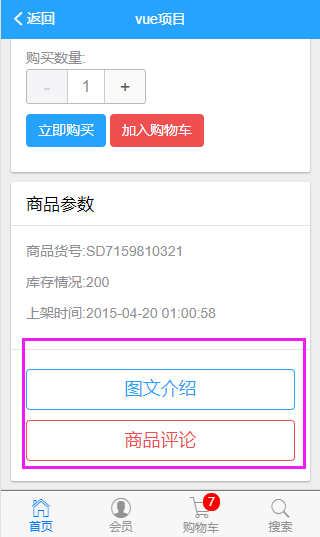 返回 vue项目
购买数量:
- 1 +
立即购买 加入购物车
商品参数
商品货号:SD7159810321
库存情况:200
上架时间:2015-04-20 01:00:58
图文介绍
商品评论
7
首页 会员 购物车 搜索